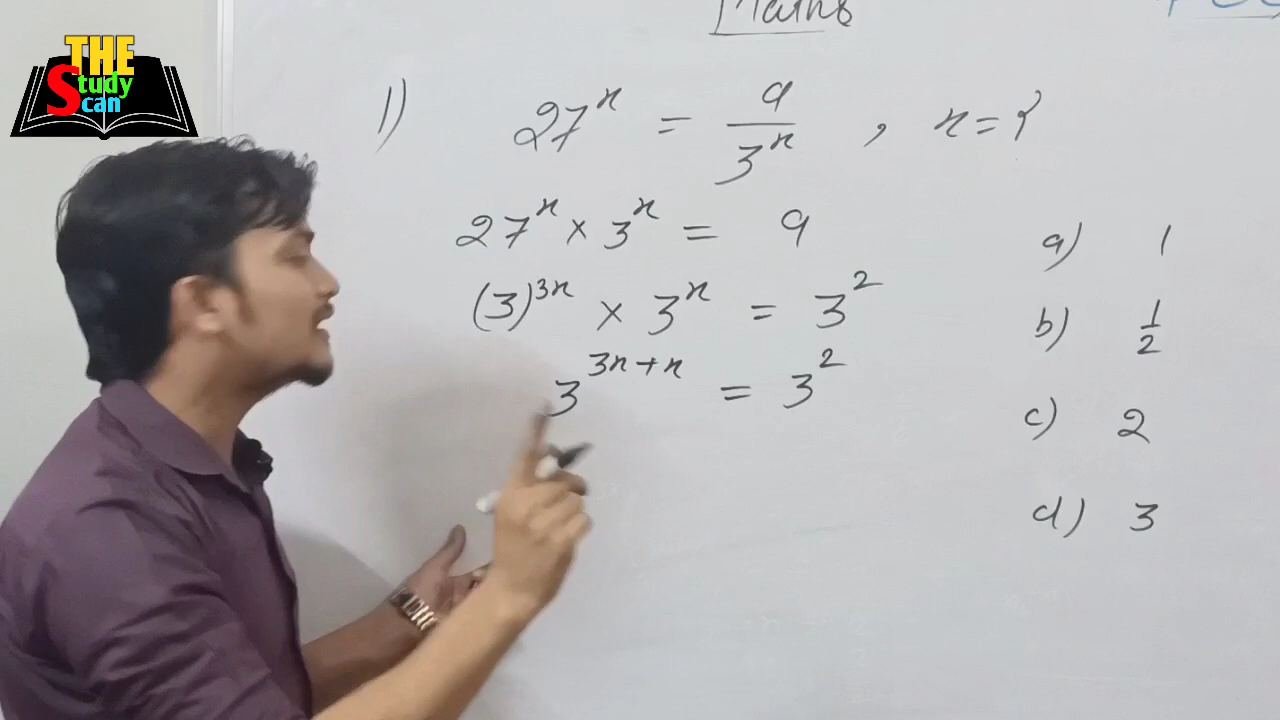 THE
Study
Scan
Maths
1) 27^x = 9/3^x , x=?
27^x × 3^x = 9
(3)^3x × 3^x = 3^2
3^3x+x = 3^2
a) 1
b) 1/2
c) 2
d) 3